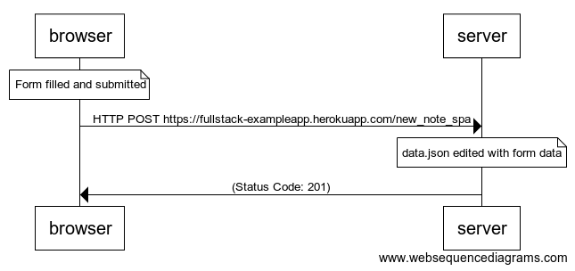 browser server
Form filled and submitted
HTTP POST https://fullstack-exampleapp.herokuapp.com/new_note_spa
data.json edited with form data
(Status Code: 201)
browser server
www.websequencediagrams.com